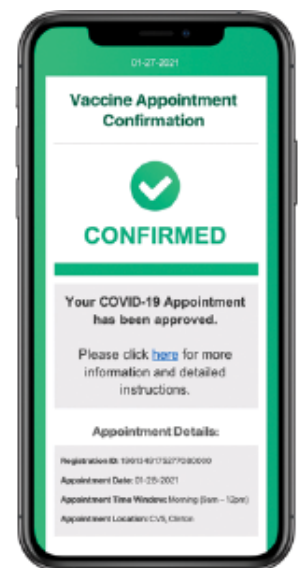 01-27-2021
Vaccine Appointment
Confirmation
CONFIRMED
Your COVID-19 Appointment
has been approved.
Please click here for more
information and detailed
instructions.
Appointment Details:
Registration ID:
Appointment Date: 01-28-2021
Appointment Time Window: Morning (9am – 12pm)
Appointment Location: CVS, Clinton